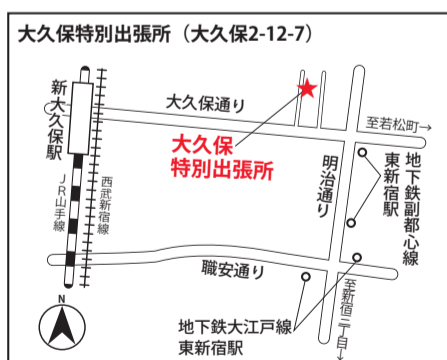 大久保特別出張所（大久保2-12-7）
新大久保駅
大久保通り
至若松町→
大久保
特別出張所
明治通り
地下鉄副都心線
東新宿駅
JR山手線
西武新宿線
職安通り
至新宿三丁目→
地下鉄大江戸線
東新宿駅
N